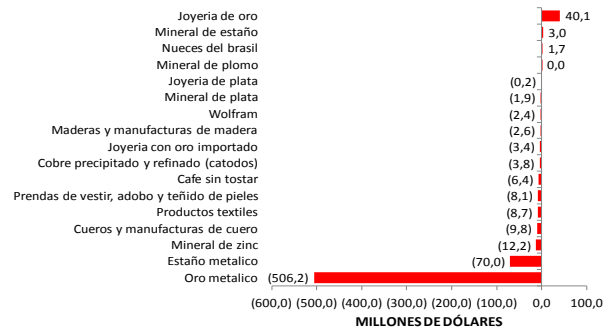 Joyeria de oro 40,1
Mineral de estaño 3,0
Nueces del brasil 1,7
Mineral de plomo 0,0
Joyeria de plata (0,2)
Mineral de plata (1,9)
Wolfram (2,4)
Maderas y manufacturas de madera (2,6)
Joyeria con oro importado (3,4)
Cobre precipitado y refinado (catodos) (3,8)
Cafe sin tostar (6,4)
Prendas de vestir, adobo y teñido de pieles (8,1)
Productos textiles (8,7)
Cueros y manufacturas de cuero (9,8)
Mineral de zinc (12,2)
Estaño metalico (70,0)
Oro metalico (506,2)
(600,0) (500,0) (400,0) (300,0) (200,0) (100,0) 0,0 100,0
MILLONES DE DÓLARES